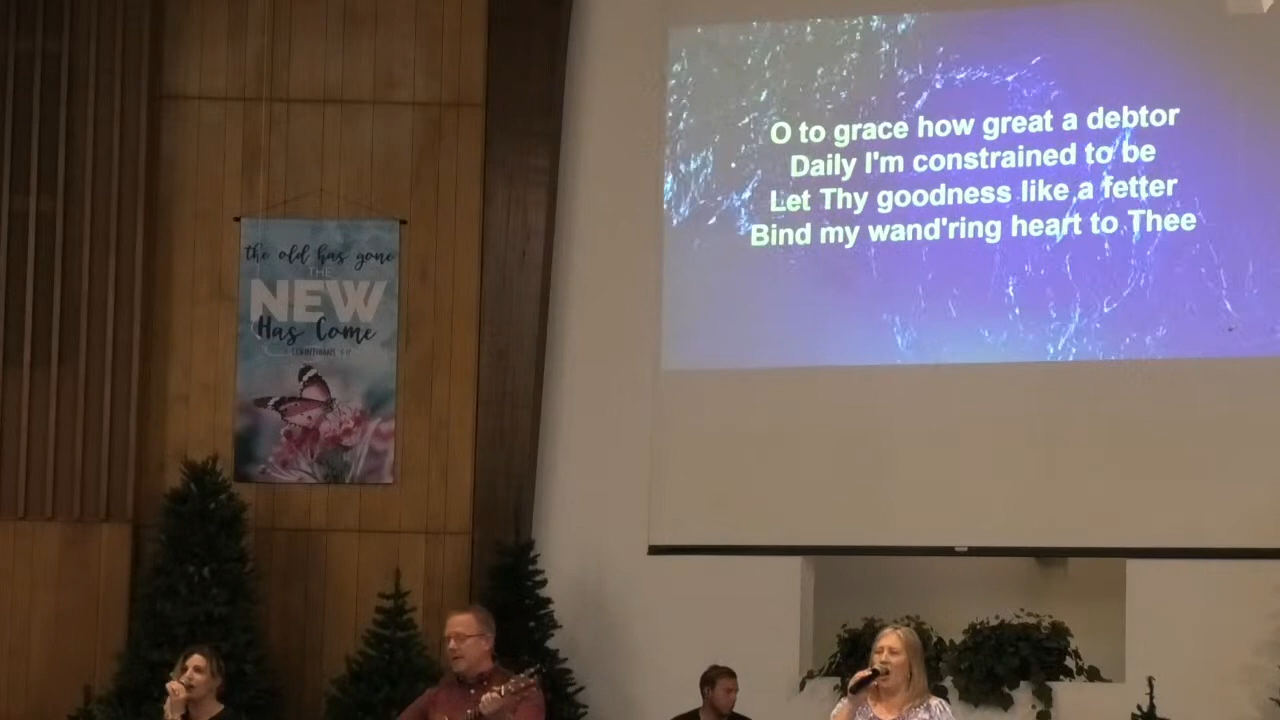 O to grace how great a debtor
Daily I'm constrained to be
Let Thy goodness like a fetter
Bind my wand'ring heart to Thee
the old has gone
THE
NEW
Has Come
CORINTHIANS